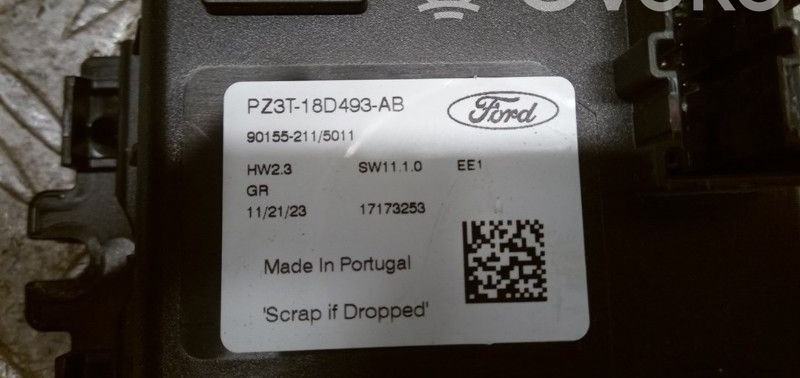 PZ3T-18D493-AB
Ford
90155-211/5011
HW2.3 SW11.1.0 EE1
GR
11/21/23 17173253
Made In Portugal
'Scrap if Dropped'